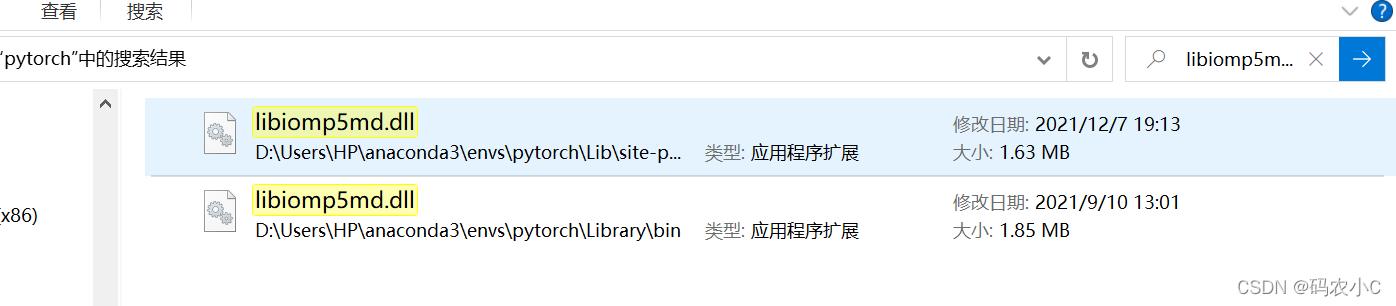 查看 搜索
"pytorch"中的搜索结果 libiomp5m...
libiomp5md.dll 修改日期: 2021/12/7 19:13
D:\Users\HP\anaconda3\envs\pytorch\Lib\site-p... 类型: 应用程序扩展 大小: 1.63 MB
libiomp5md.dll 修改日期: 2021/9/10 13:01
(x86) D:\Users\HP\anaconda3\envs\pytorch\Library\bin 类型: 应用程序扩展 大小: 1.85 MB
CSDN @码农小C